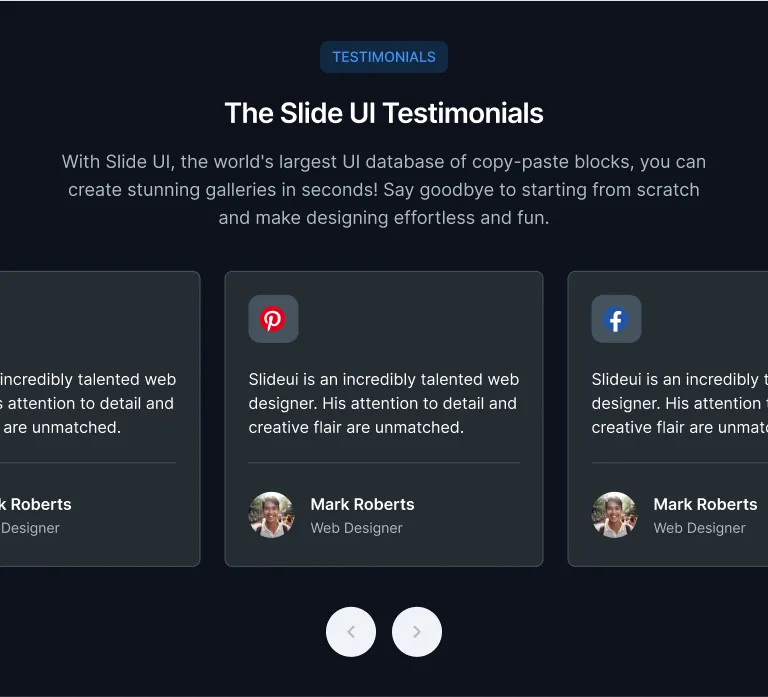 TESTIMONIALS
The Slide UI Testimonials
With Slide UI, the world's largest UI database of copy-paste blocks, you can
create stunning galleries in seconds! Say goodbye to starting from scratch
and make designing effortless and fun.
incredibly talented web
attention to detail and
are unmatched.
Roberts
Designer
Slideui is an incredibly talented web
designer. His attention to detail and
creative flair are unmatched.
Mark Roberts
Web Designer
Slideui is an incredibly
designer. His attention
creative flair are
Mark Roberts
Web Designer